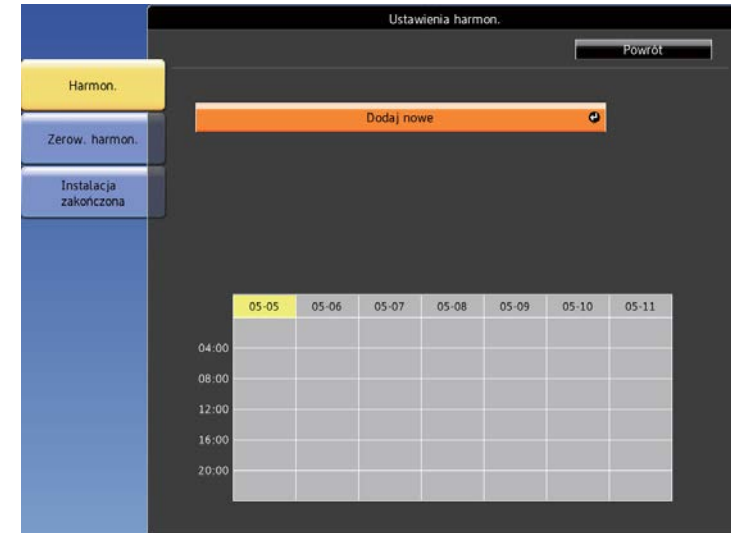 Ustawienia harmon.
Powrót
Harmon.
Dodaj nowe
Zerow. harmon.
Instalacja
zakończona
05-05 05-06 05-07 05-08 05-09 05-10 05-11
04:00
08:00
12:00
16:00
20:00